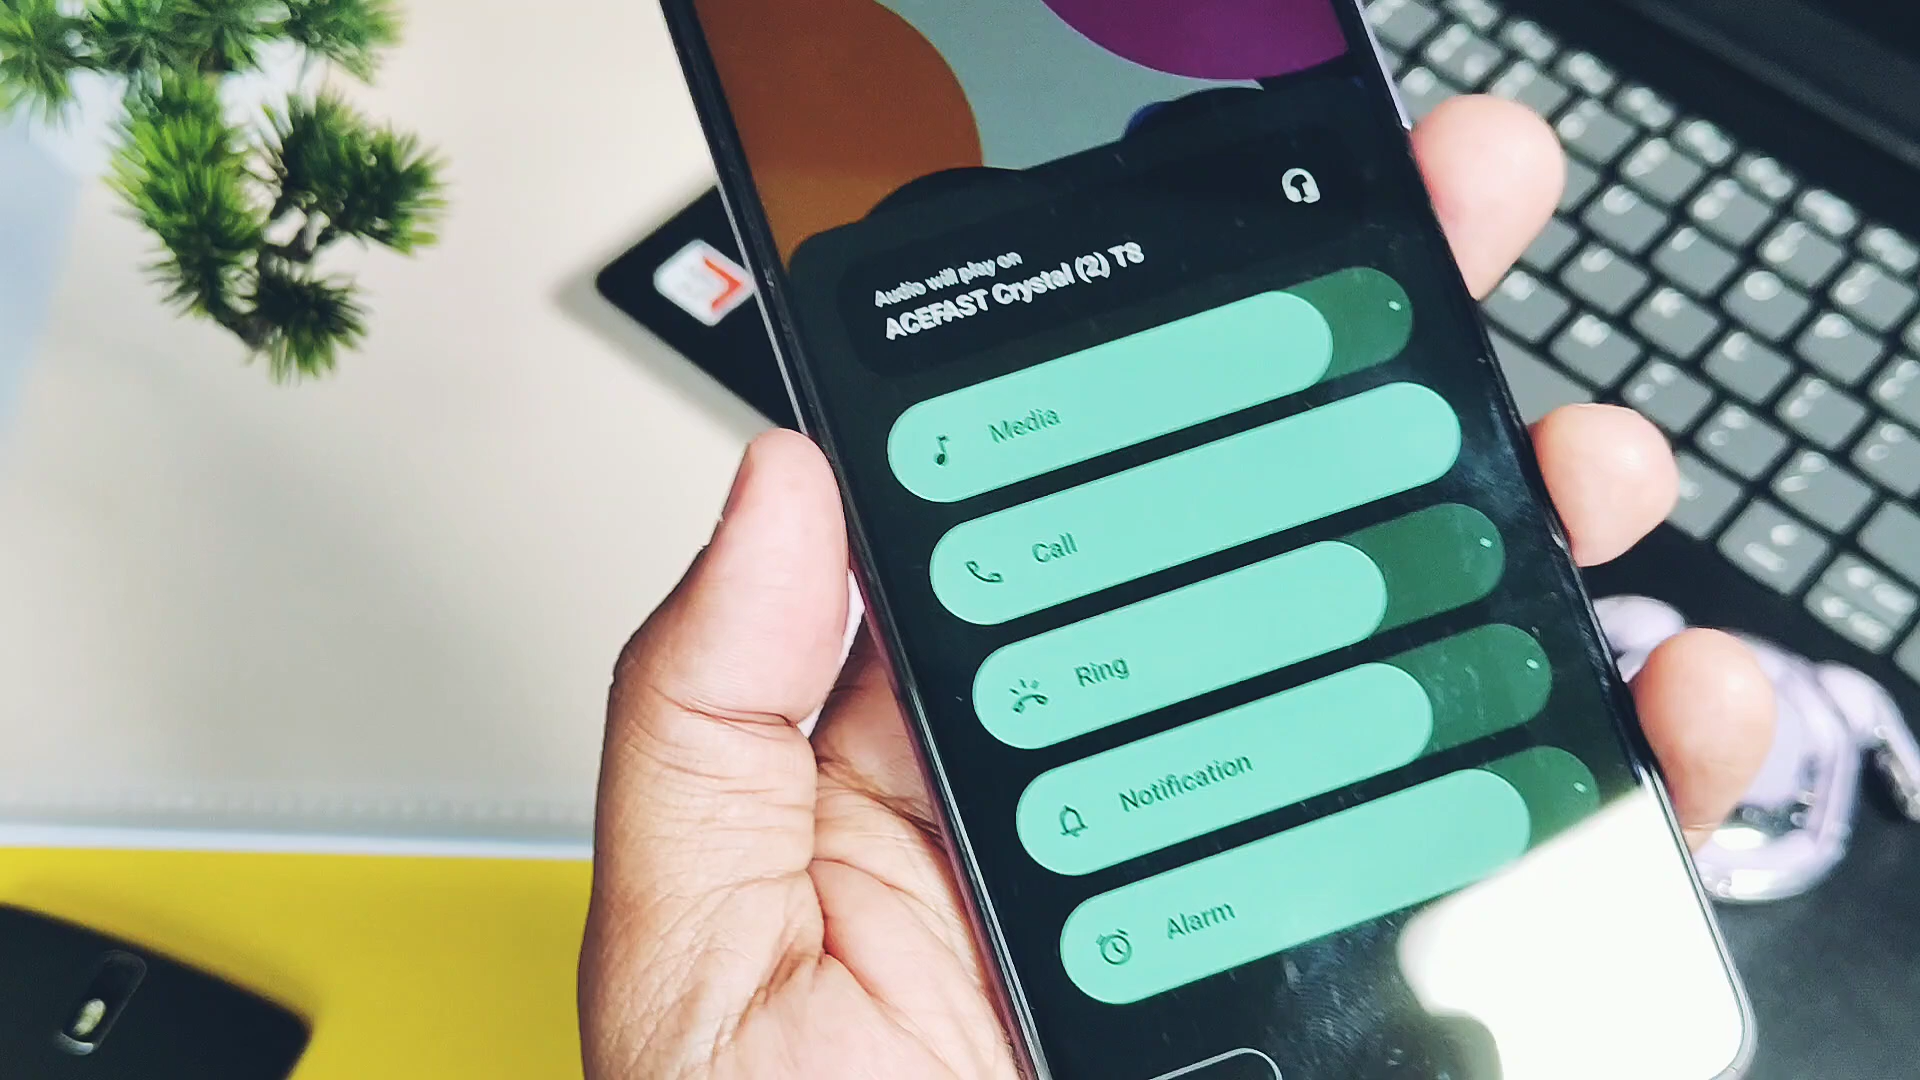 Audio will play on
ACEFAST Crystal (2) T8
Media
Call
Ring
Notification
Alarm